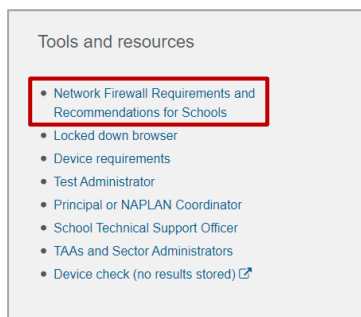 Tools and resources
Network Firewall Requirements and
Recommendations for Schools
Locked down browser
Device requirements
Test Administrator
Principal or NAPLAN Coordinator
School Technical Support Officer
TAAs and Sector Administrators
Device check (no results stored)